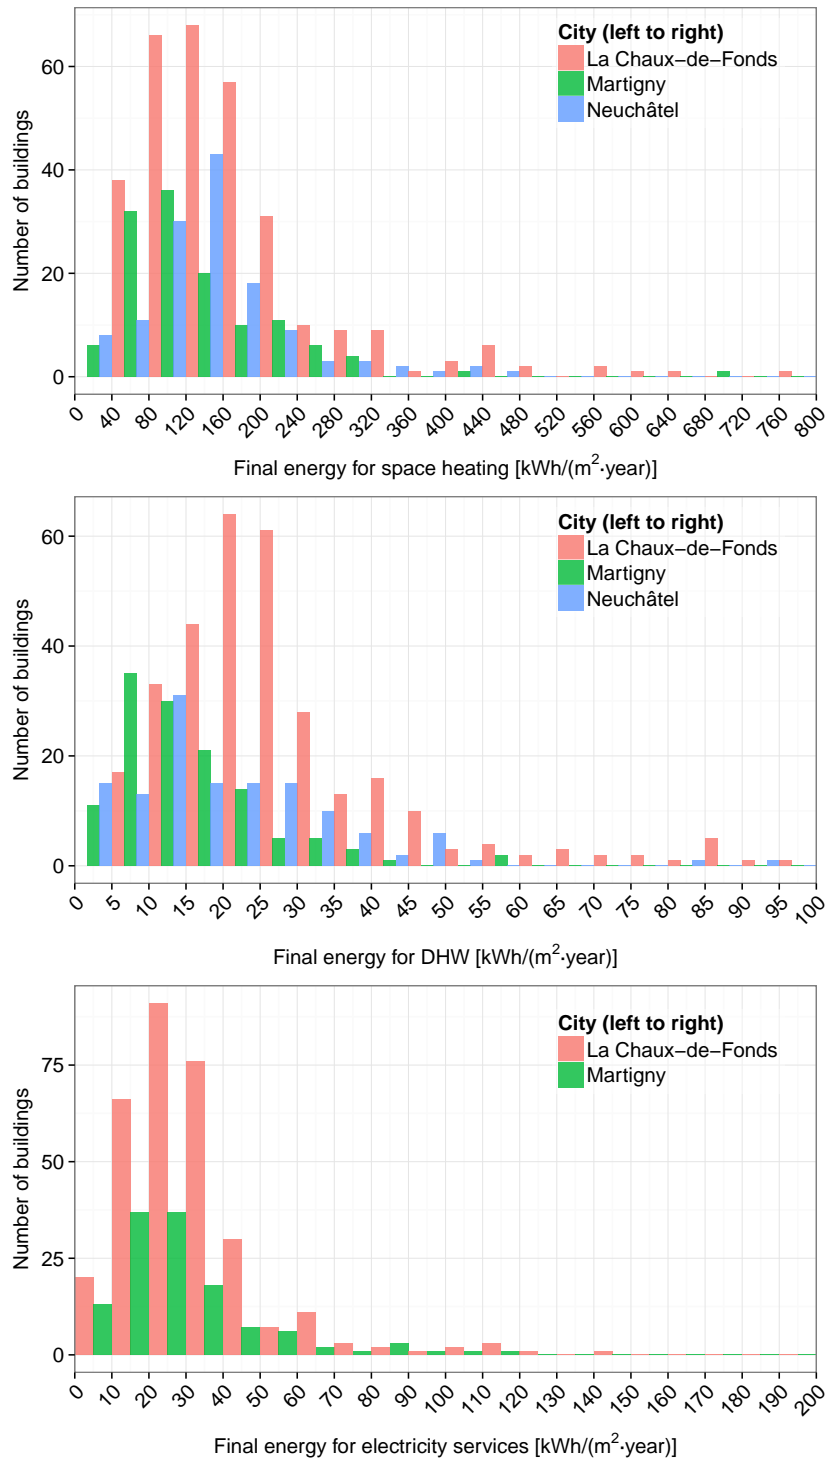 City (left to right)
La Chaux−de−Fonds
Martigny
Neuchâtel
Number of buildings
60
40
20
0
0 40 80 120 160 200 240 280 320 360 400 440 480 520 560 600 640 680 720 760 800
Final energy for space heating [kWh/(m²·year)]
City (left to right)
La Chaux−de−Fonds
Martigny
Neuchâtel
Number of buildings
60
40
20
0
0 5 10 15 20 25 30 35 40 45 50 55 60 65 70 75 80 85 90 95 100
Final energy for DHW [kWh/(m²·year)]
City (left to right)
La Chaux−de−Fonds
Martigny
Number of buildings
75
50
25
0
0 10 20 30 40 50 60 70 80 90 100 110 120 130 140 150 160 170 180 190 200
Final energy for electricity services [kWh/(m²·year)]